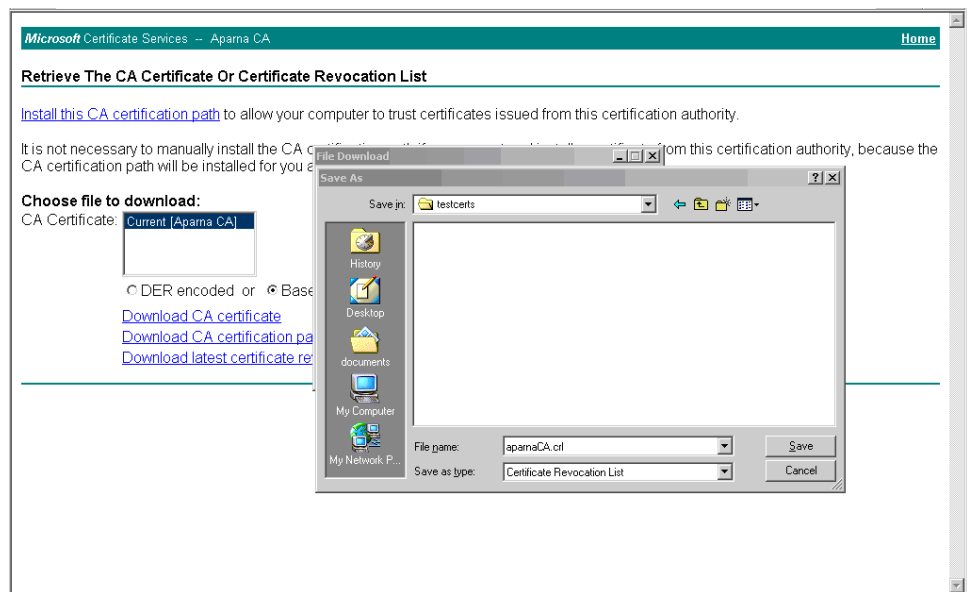 Microsoft Certificate Services -- Aparna CA Home
Retrieve The CA Certificate Or Certificate Revocation List
Install this CA certification path to allow your computer to trust certificates issued from this certification authority.
It is not necessary to manually install the CA from this certification authority, because the
CA certification path will be installed for you
File Download
Save As
Save in: testcerts
History
Desktop
documents
My Computer
My Network P...
File name: aparnaCA.crl Save
Save as type: Certificate Revocation List Cancel
Choose file to download:
CA Certificate: Current [Aparna CA]
DER encoded or Base
Download CA certificate
Download CA certification pa
Download latest certificate re